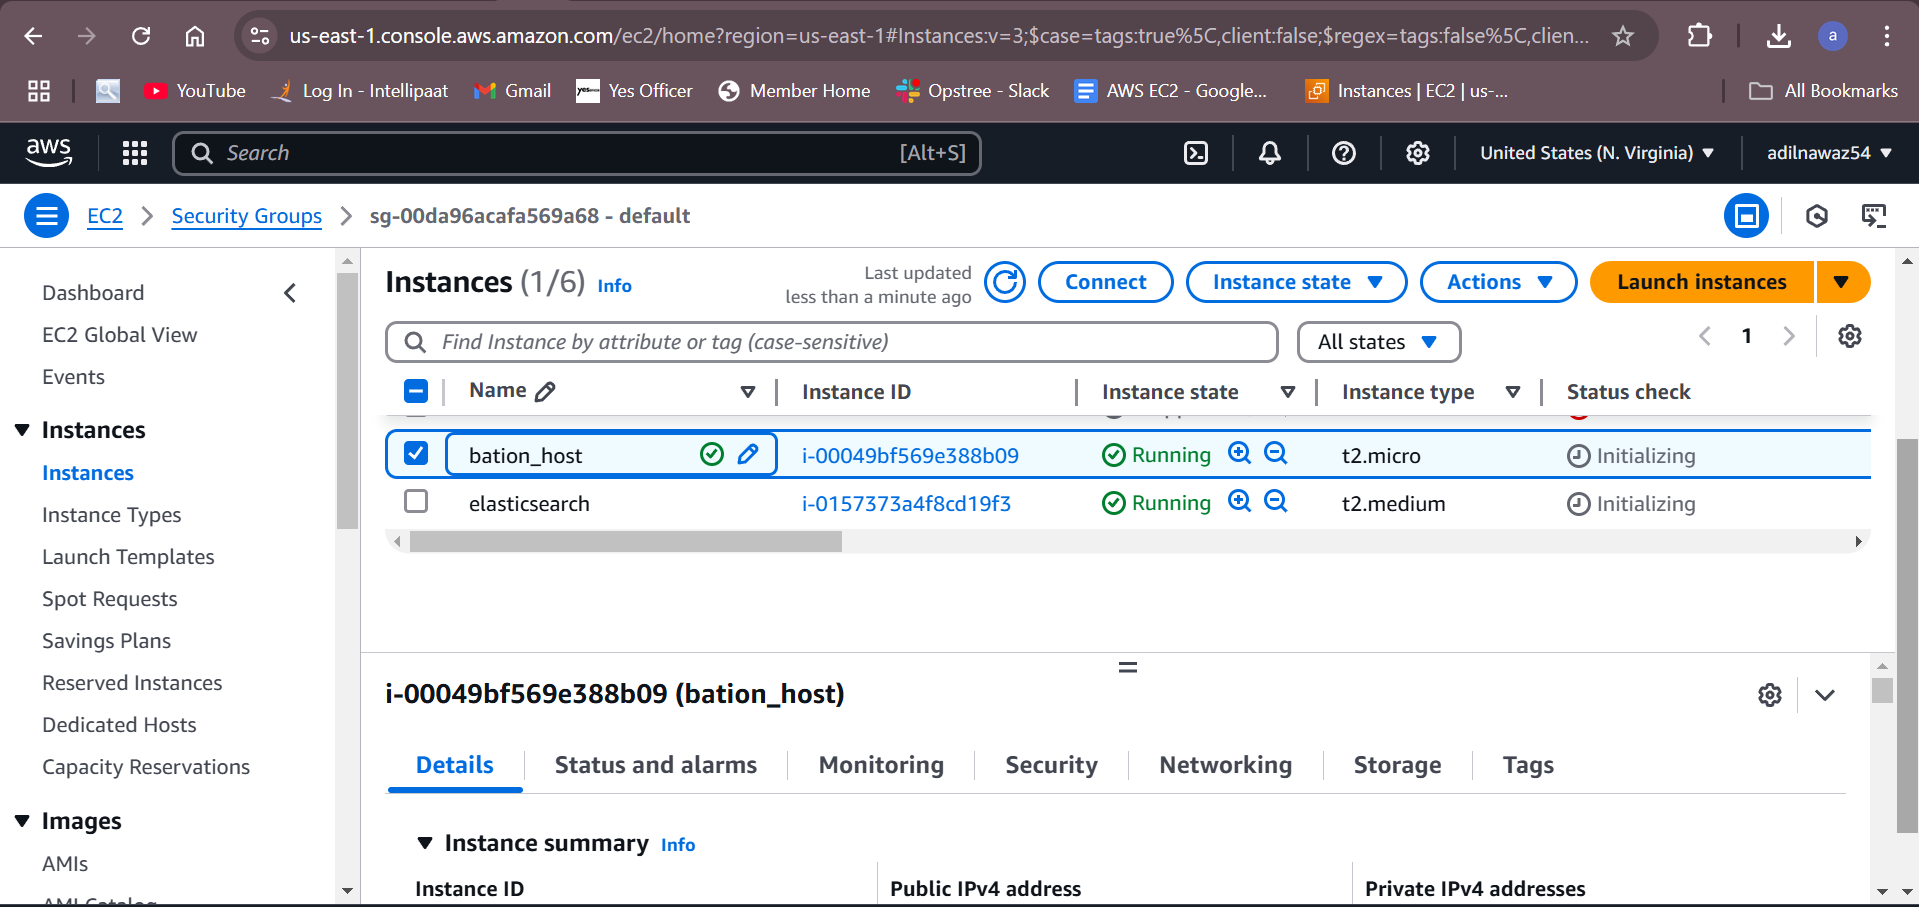 us-east-1.console.aws.amazon.com/ec2/home?region=us-east-1#Instances:v=3;$case=tags:true%5C,client:false;$regex=tags:false%5C,clien...
a
YouTube Log In - Intellipaat Gmail yes Yes Officer Member Home Opstree - Slack AWS EC2 - Google... Instances | EC2 | us-... All Bookmarks
aws Search [Alt+S] United States (N. Virginia) adilnawaz54
EC2 Security Groups sg-00da96acafa569a68 - default
Dashboard
EC2 Global View
Events
Instances
Instances
Instance Types
Launch Templates
Spot Requests
Savings Plans
Reserved Instances
Dedicated Hosts
Capacity Reservations
Images
AMIs
AMI Catalog
Instances (1/6) Info
Last updated
less than a minute ago
Connect Instance state Actions Launch instances
Find Instance by attribute or tag (case-sensitive) All states 1
Name Instance ID Instance state Instance type Status check
bation_host i-00049bf569e388b09 Running t2.micro Initializing
elasticsearch i-0157373a4f8cd19f3 Running t2.medium Initializing
i-00049bf569e388b09 (bation_host)
Details Status and alarms Monitoring Security Networking Storage Tags
Instance summary Info
Instance ID Public IPv4 address Private IPv4 addresses